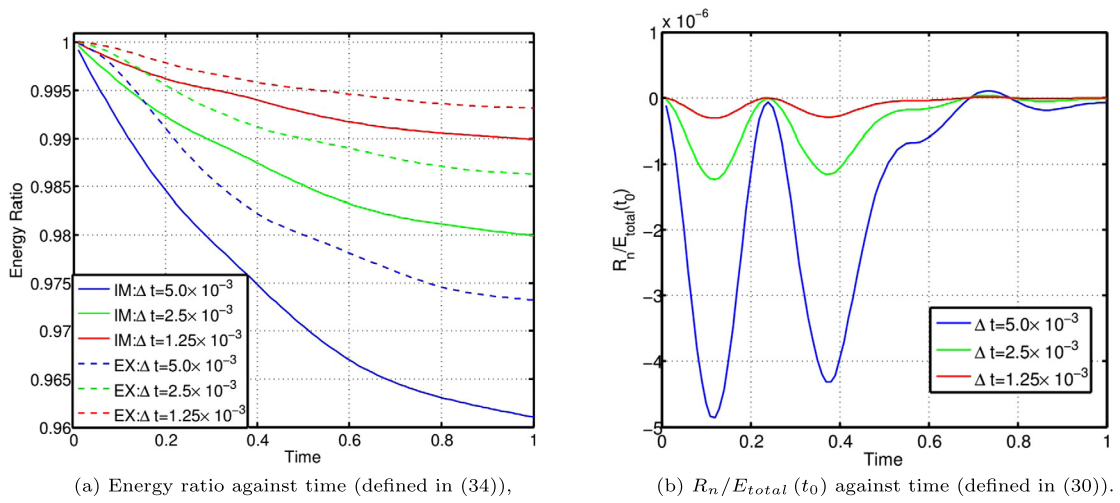 1
0.995
0.99
0.985
0.98
0.975
0.97
0.965
0.96
Energy Ratio
IM:Δ t=5.0× 10⁻³
IM:Δ t=2.5× 10⁻³
IM:Δ t=1.25× 10⁻³
EX:Δ t=5.0× 10⁻³
EX:Δ t=2.5× 10⁻³
EX:Δ t=1.25× 10⁻³
0 0.2 0.4 0.6 0.8 1
Time
(a) Energy ratio against time (defined in (34)),
x 10⁻⁶
1
0
−1
−2
−3
−4
−5
Rₙ/E_total(t₀)
Δ t=5.0× 10⁻³
Δ t=2.5× 10⁻³
Δ t=1.25× 10⁻³
0 0.2 0.4 0.6 0.8 1
Time
(b) Rₙ/E_total (t₀) against time (defined in (30)).